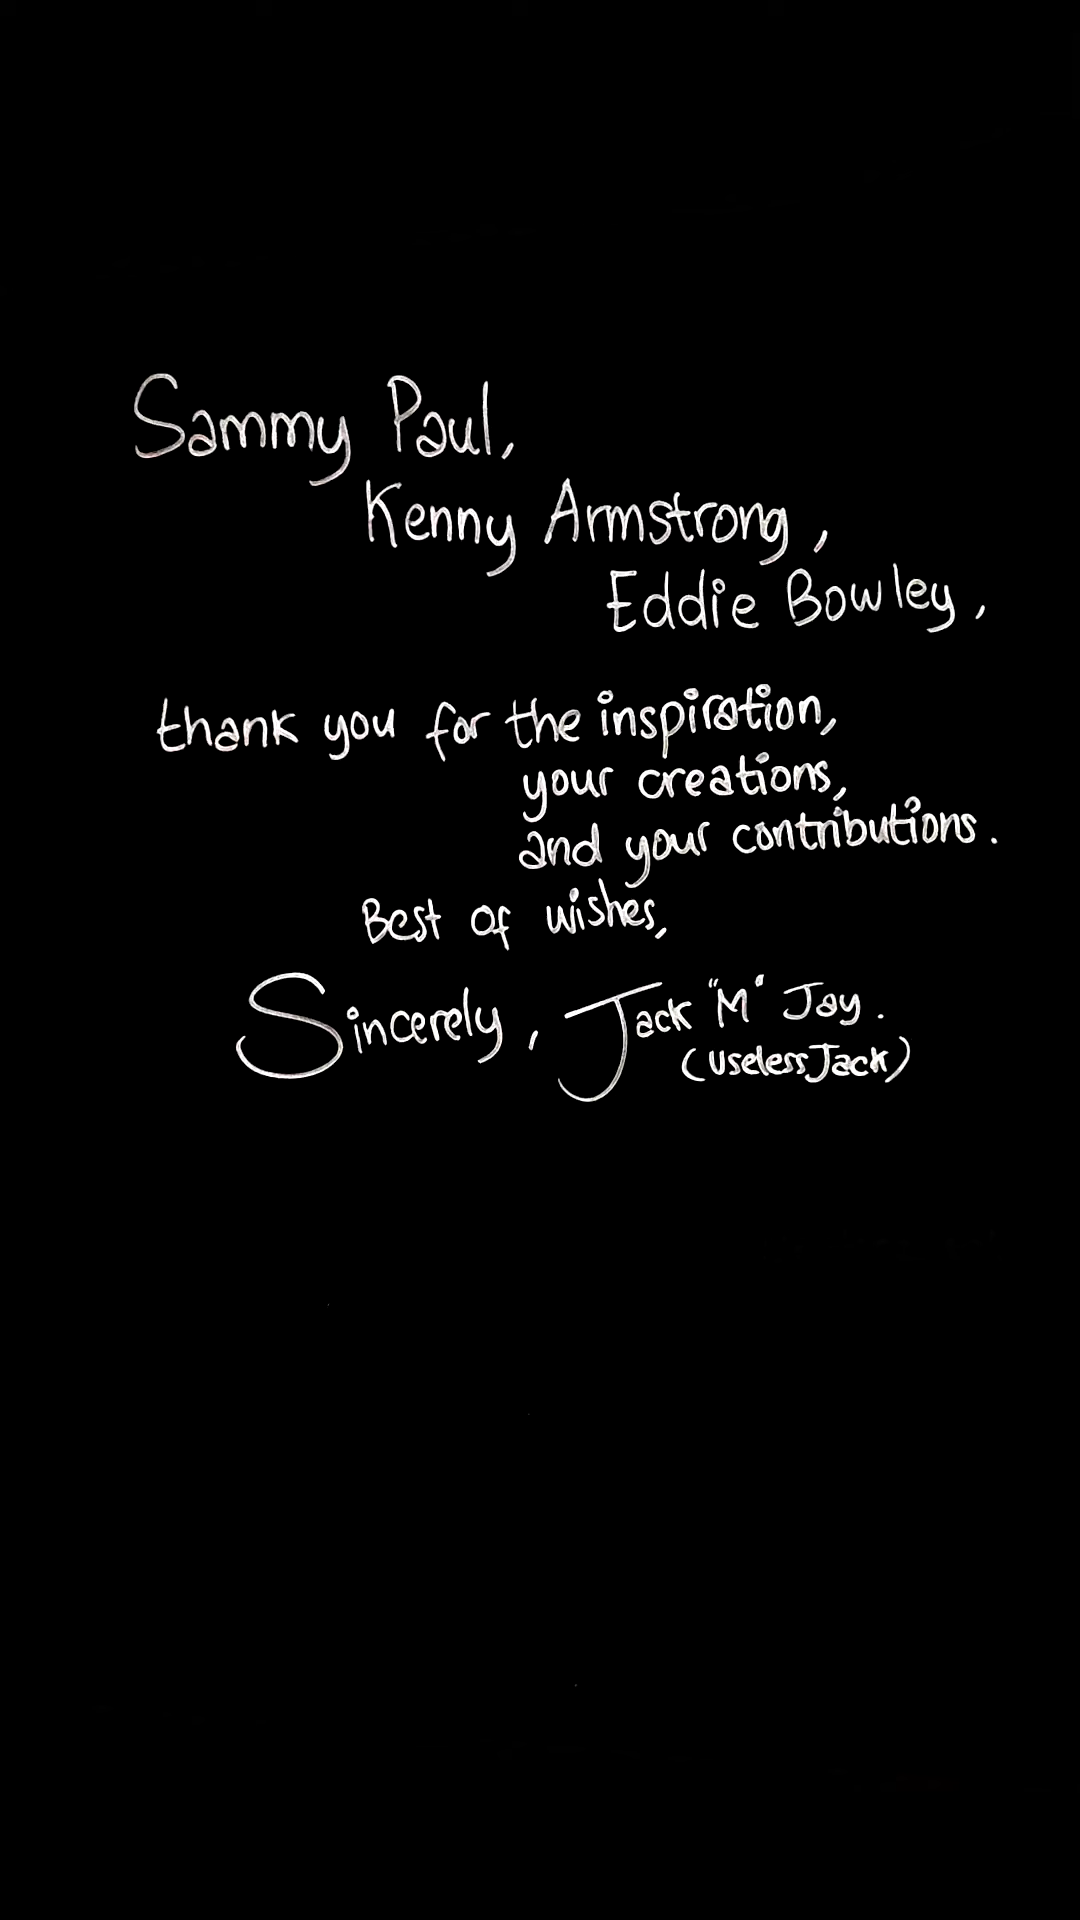 Sammy Paul,
Kenny Armstrong,
Eddie Bowley,
thank you for the inspiration,
your creations,
and your contributions.
Best of wishes,
Sincerely, Jack "M" Jay.
(UselessJack)